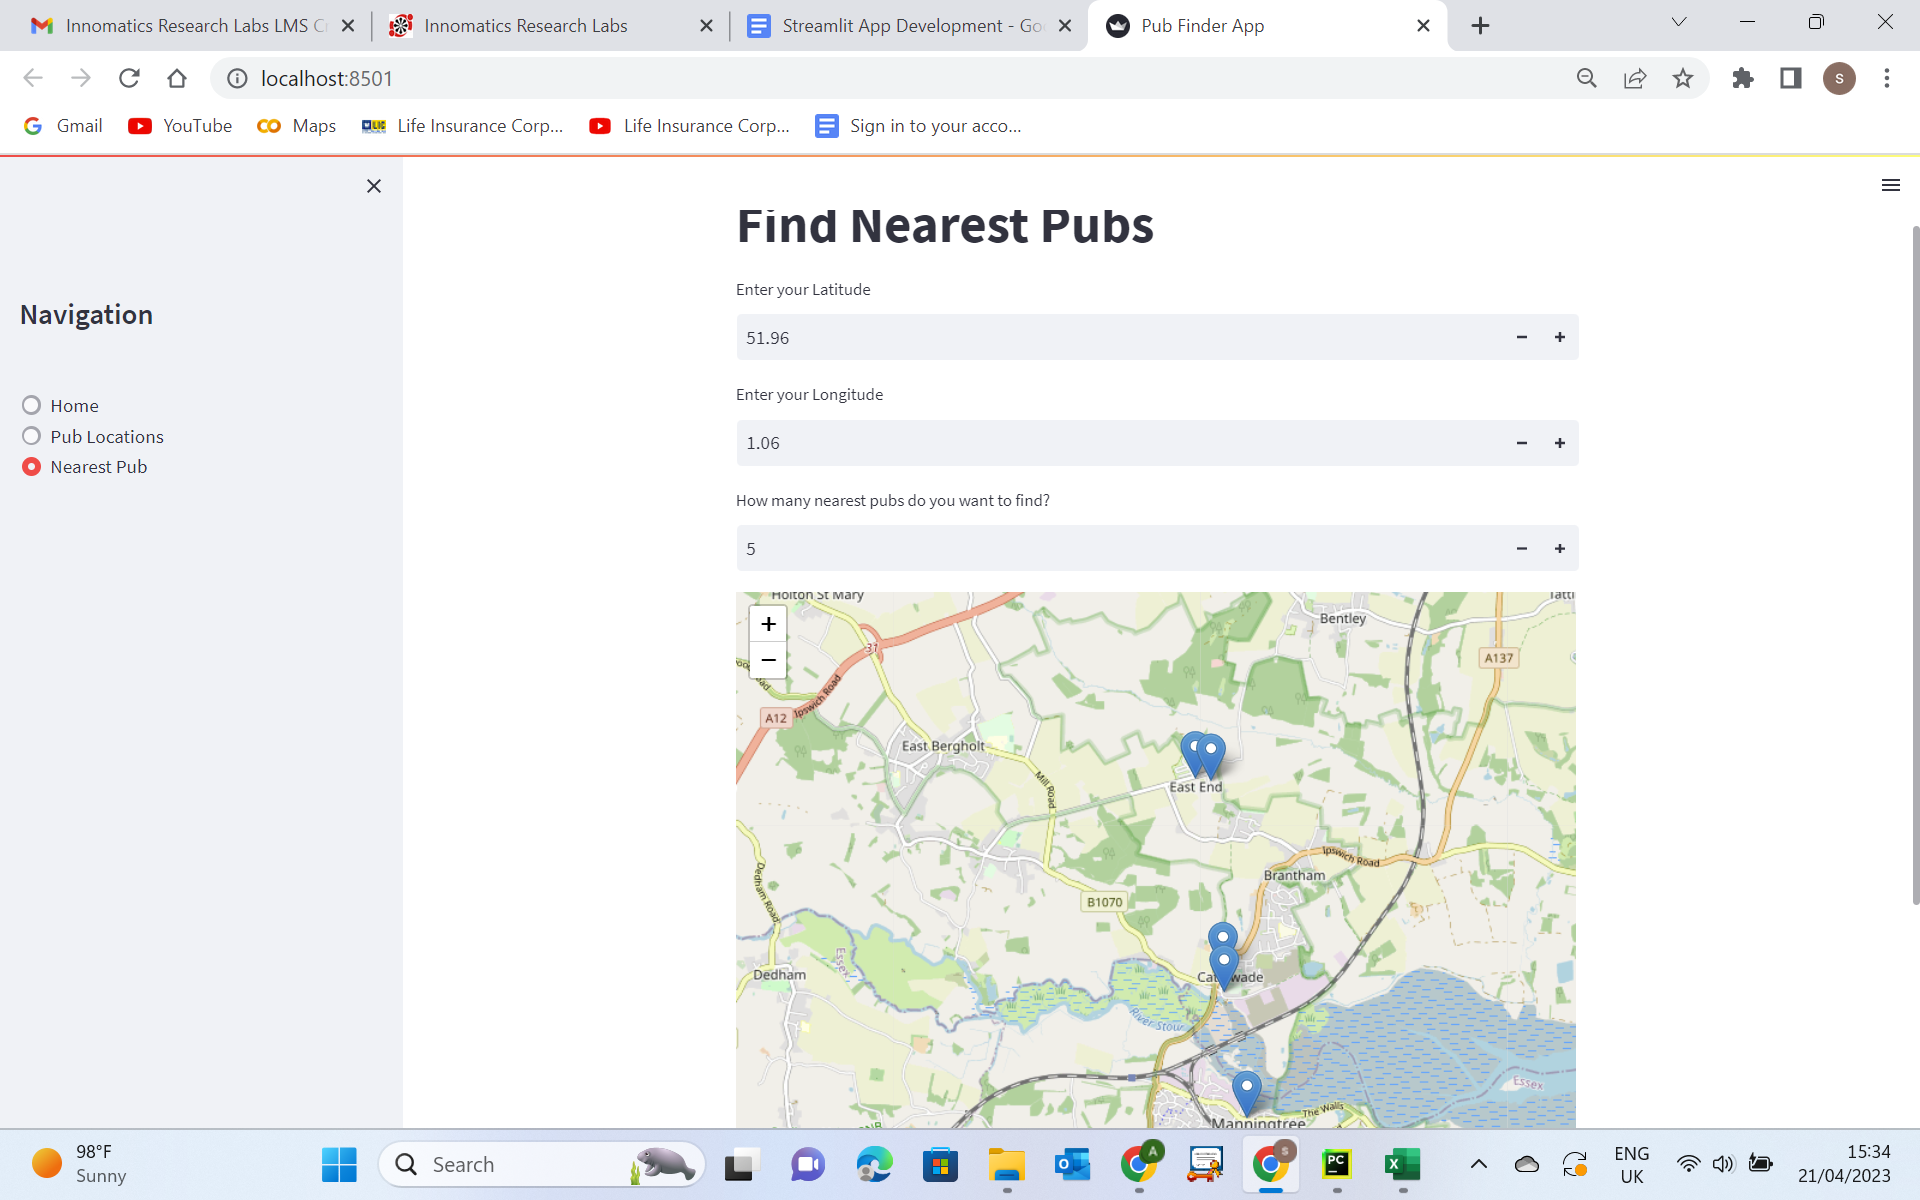 Innomatics Research Labs LMS Cr
Innomatics Research Labs
Streamlit App Development - Goo
Pub Finder App
localhost:8501
S
Gmail
YouTube
Maps
Life Insurance Corp...
Life Insurance Corp...
Sign in to your acco...
Navigation
Home
Pub Locations
Nearest Pub
Find Nearest Pubs
Enter your Latitude
51.96
Enter your Longitude
1.06
How many nearest pubs do you want to find?
5
+
−
Holton St Mary
Bentley
31
A137
A12
Ipswich Road
East Bergholt
Mill Road
East End
Ipswich Road
Brantham
Dedham Road
B1070
Essex
Dedham
River Stour
Essex
The Walls
Manningtree
98°F
Sunny
Search
A
S
PC
ENG
UK
15:34
21/04/2023